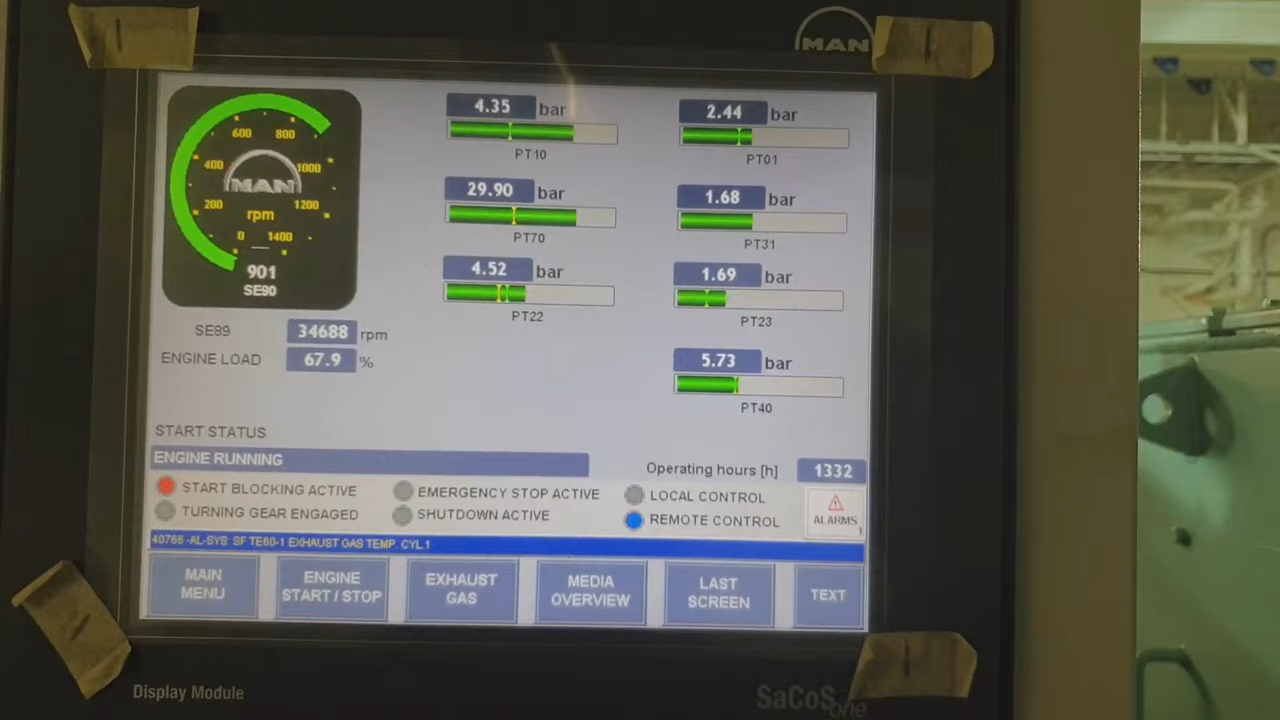 MAN
600 800
400 1000
MAN
200 1200
rpm
0 1400
901
SE90
4.35 bar
PT10
2.44 bar
PT01
29.90 bar
PT70
1.68 bar
PT31
4.52 bar
PT22
1.69 bar
PT23
5.73 bar
PT40
SE89 34688 rpm
ENGINE LOAD 67.9 %
START STATUS
ENGINE RUNNING
Operating hours [h] 1332
START BLOCKING ACTIVE
EMERGENCY STOP ACTIVE
LOCAL CONTROL
TURNING GEAR ENGAGED
SHUTDOWN ACTIVE
REMOTE CONTROL
ALARMS
1
40766 -AL-SYS: SF TE60-1 EXHAUST GAS TEMP. CYL.1
MAIN
MENU
ENGINE
START / STOP
EXHAUST
GAS
MEDIA
OVERVIEW
LAST
SCREEN
TEXT
Display Module
SaCoSone